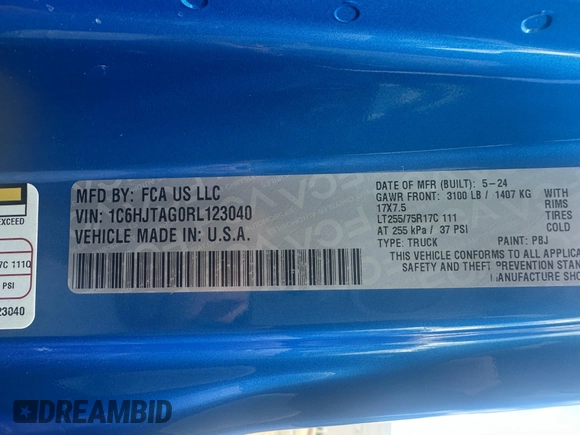 EXCEED
7C 111Q
PSI
23040
MFD BY: FCA US LLC
VIN: 1C6HJTAG0RL123040
VEHICLE MADE IN: U.S.A.
DATE OF MFR (BUILT): 5-24
GAWR FRONT: 3100 LB / 1407 KG
WITH
17X7.5
RIMS
LT255/75R17C 111
TIRES
AT 255 kPa / 37 PSI
COLD
TYPE: TRUCK PAINT: PBJ
THIS VEHICLE CONFORMS TO ALL APPLICA
SAFETY AND THEFT PREVENTION STAN
MANUFACTURE SHO
DREAMBID